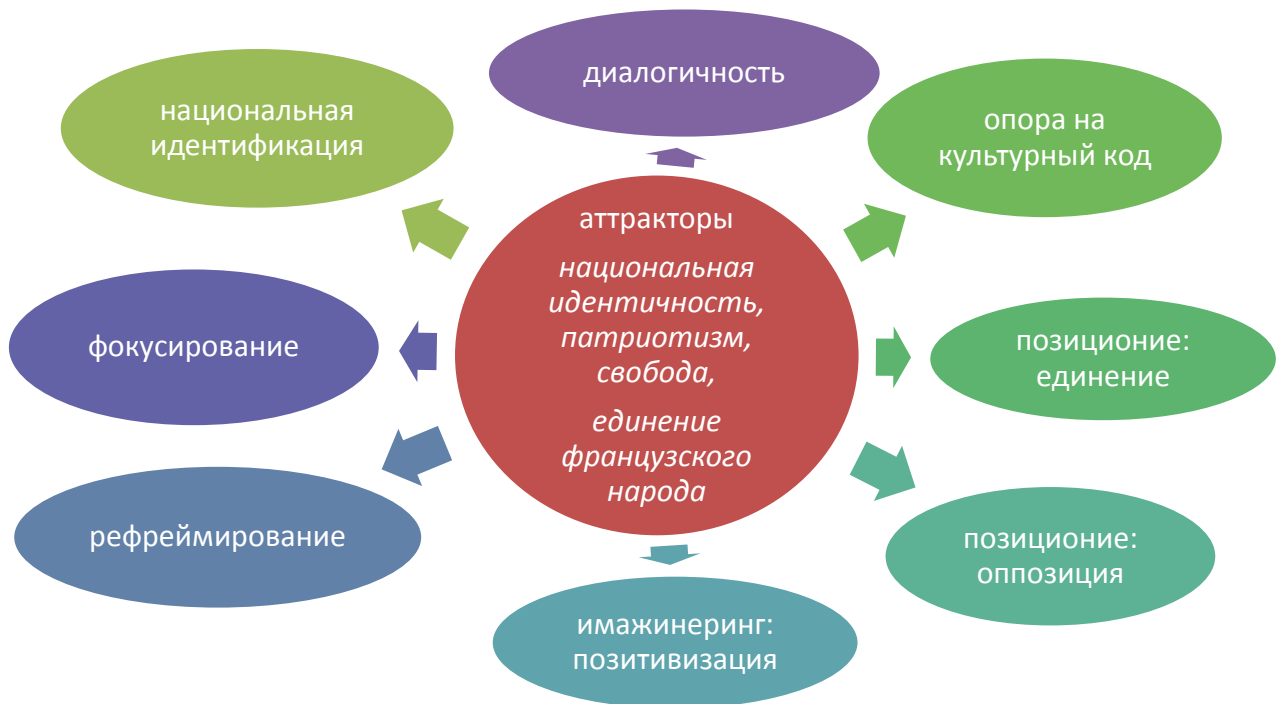 диалогичность
национальная
идентификация
опора на
культурный код
аттракторы
национальная
идентичность,
патриотизм,
свобода,
единение
французского
народа
фокусирование
позиционие:
единение
рефреймирование
позиционие:
оппозиция
имажинеринг:
позитивизация